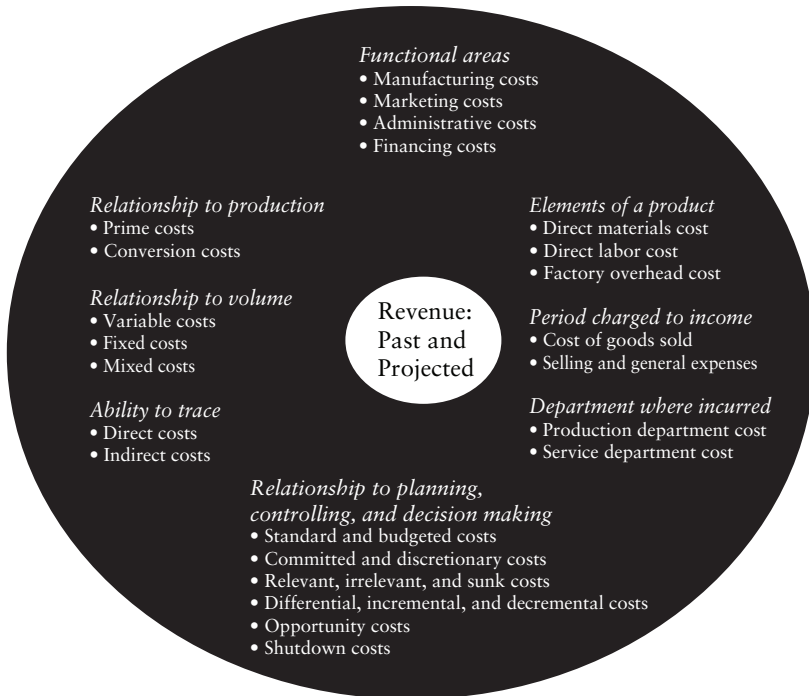 Functional areas
• Manufacturing costs
• Marketing costs
• Administrative costs
• Financing costs
Relationship to production
• Prime costs
• Conversion costs
Relationship to volume
• Variable costs
• Fixed costs
• Mixed costs
Ability to trace
• Direct costs
• Indirect costs
Revenue:
Past and
Projected
Elements of a product
• Direct materials cost
• Direct labor cost
• Factory overhead cost
Period charged to income
• Cost of goods sold
• Selling and general expenses
Department where incurred
• Production department cost
• Service department cost
Relationship to planning,
controlling, and decision making
• Standard and budgeted costs
• Committed and discretionary costs
• Relevant, irrelevant, and sunk costs
• Differential, incremental, and decremental costs
• Opportunity costs
• Shutdown costs